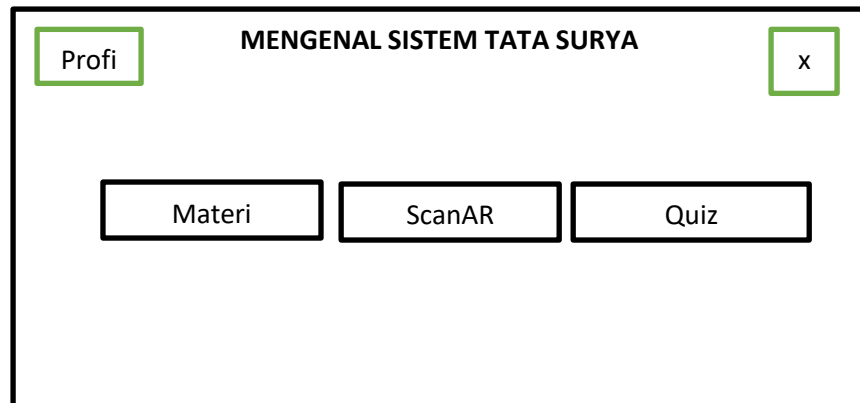 MENGENAL SISTEM TATA SURYA
Profi
x
Materi
ScanAR
Quiz